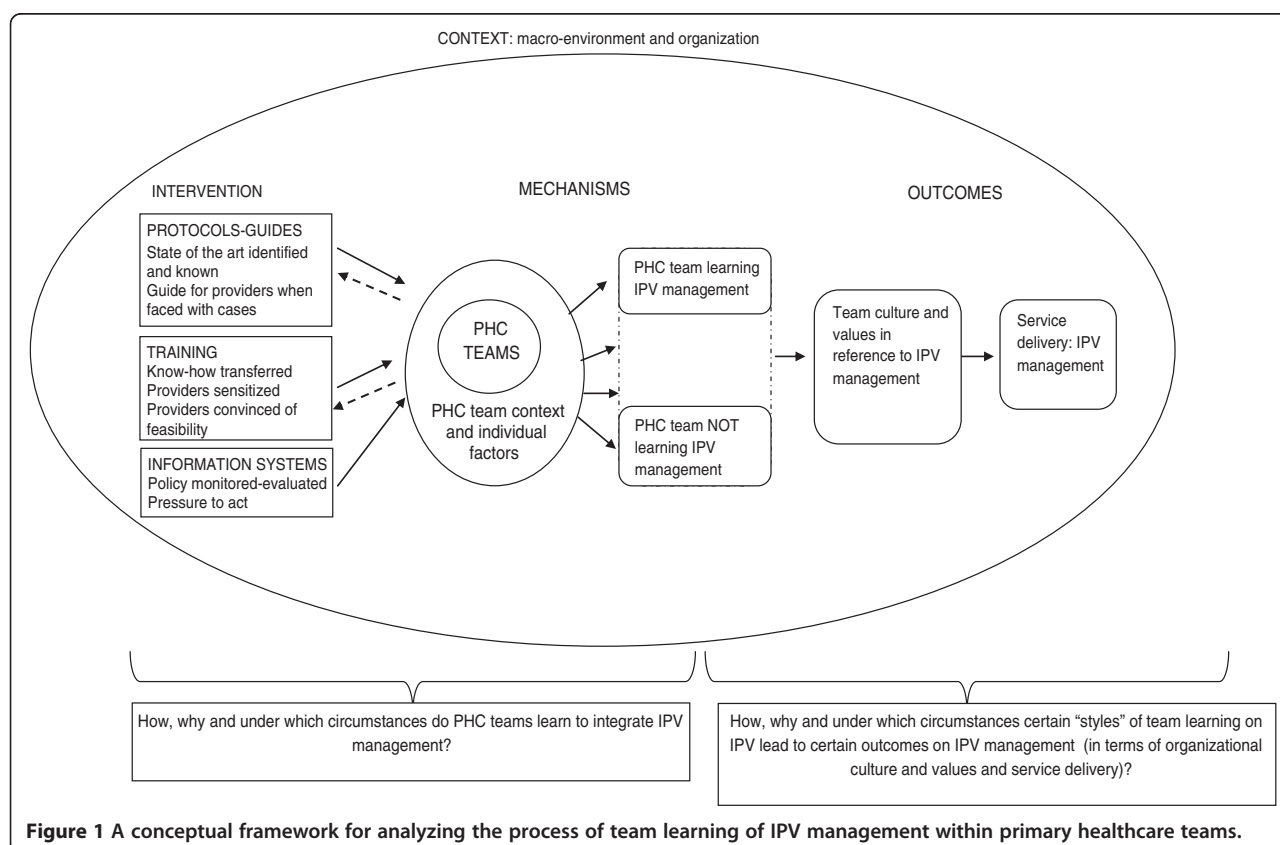 CONTEXT: macro-environment and organization
INTERVENTION
MECHANISMS
OUTCOMES
PROTOCOLS-GUIDES
State of the art identified
and known
Guide for providers when
faced with cases
TRAINING
Know-how transferred
Providers sensitized
Providers convinced of
feasibility
INFORMATION SYSTEMS
Policy monitored-evaluated
Pressure to act
PHC
TEAMS
PHC team context
and individual
factors
PHC team learning
IPV management
PHC team NOT
learning IPV
management
Team culture and
values in
reference to IPV
management
Service
delivery: IPV
management
How, why and under which circumstances do PHC teams learn to integrate IPV
management?
How, why and under which circumstances certain “styles” of team learning on
IPV lead to certain outcomes on IPV management (in terms of organizational
culture and values and service delivery)?
Figure 1 A conceptual framework for analyzing the process of team learning of IPV management within primary healthcare teams.